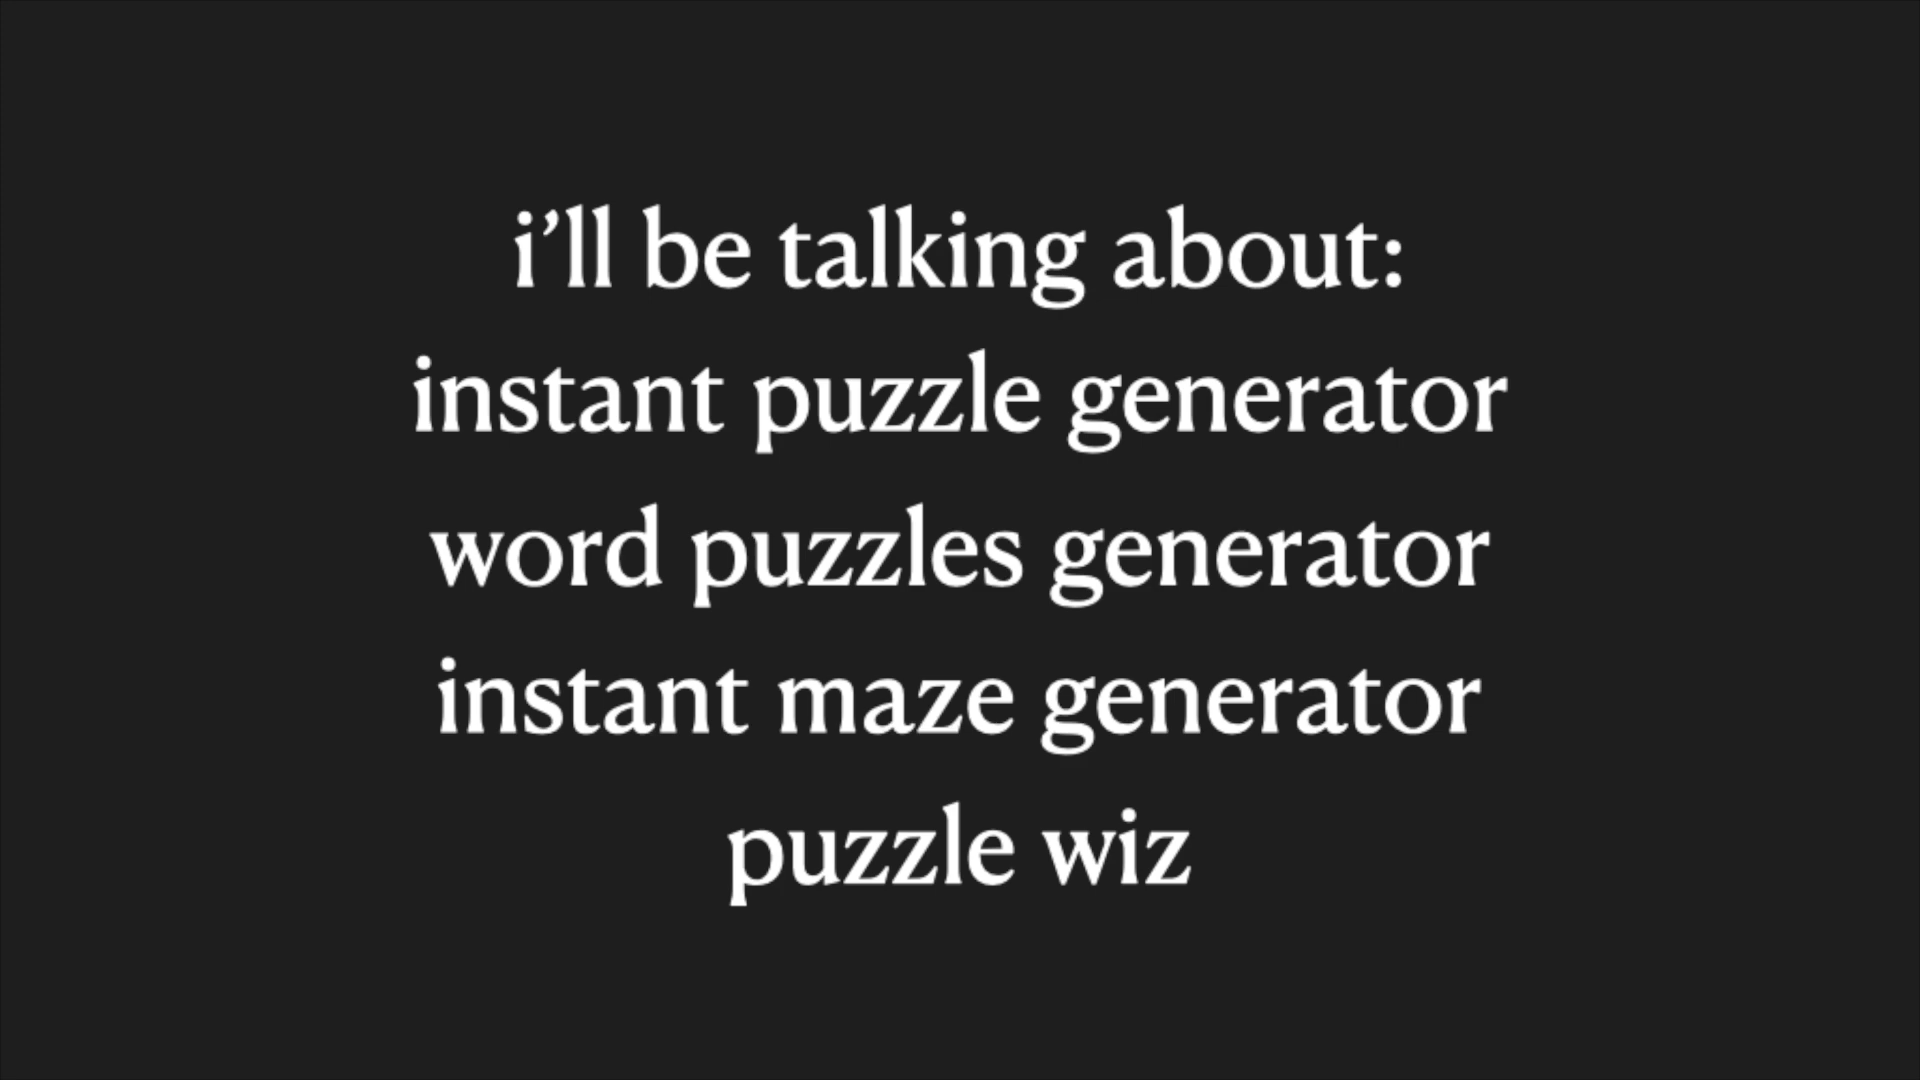 i’ll be talking about:
instant puzzle generator
word puzzles generator
instant maze generator
puzzle wiz